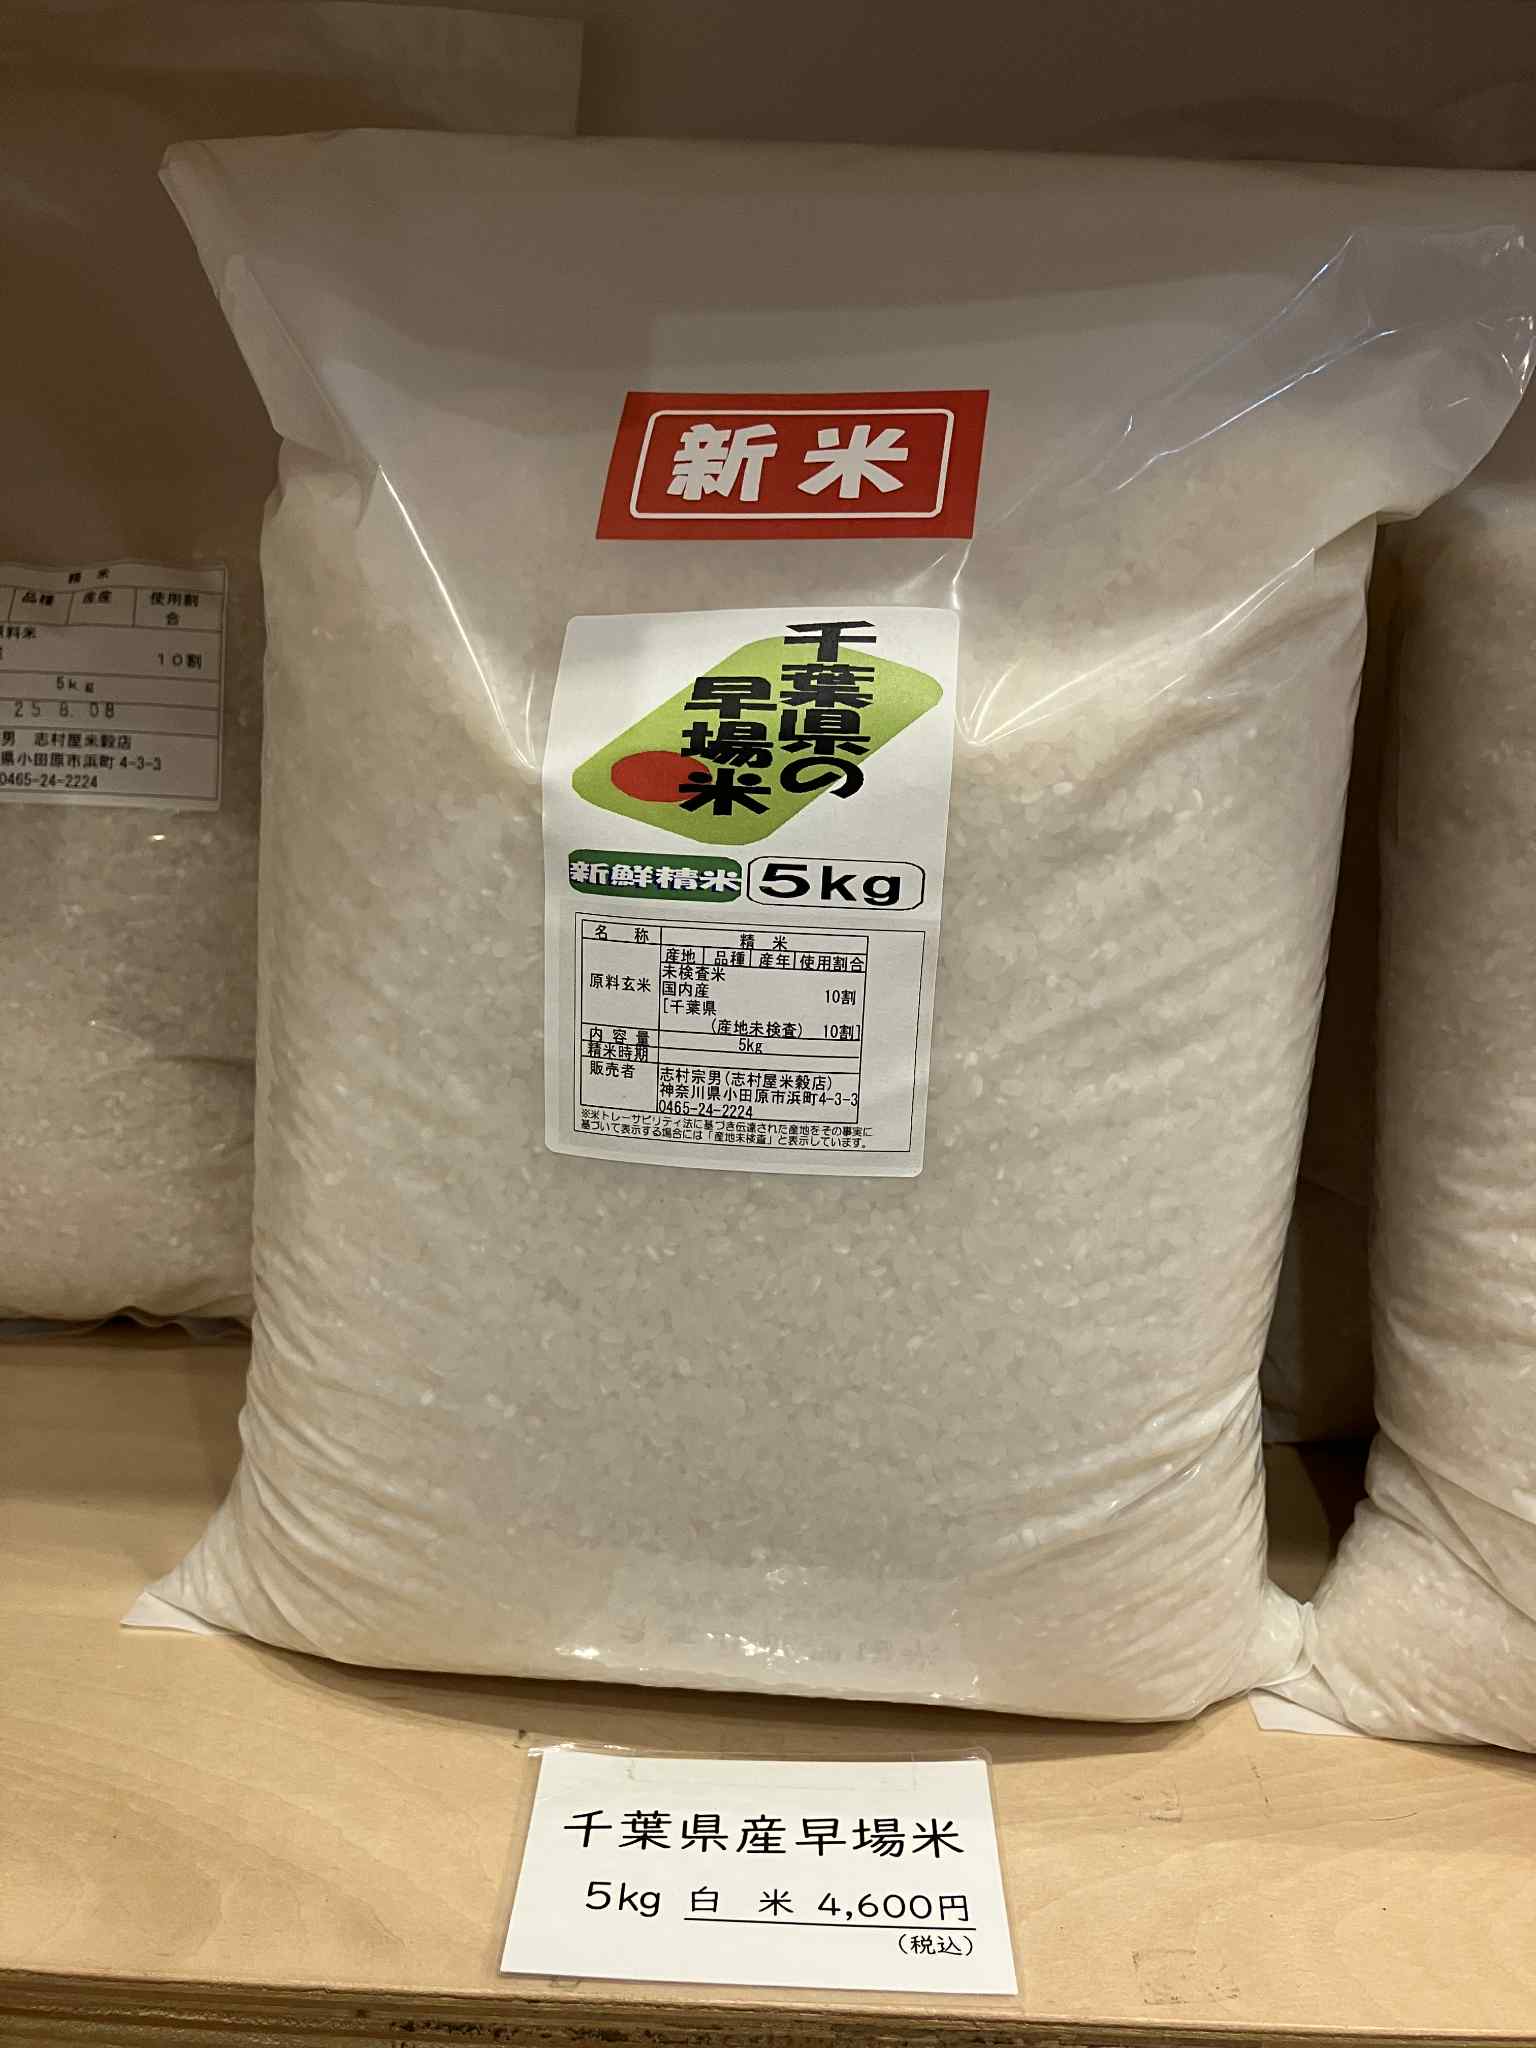 新米
千葉県の
早場米
新鮮精米 5kg
名 称 精 米
産地 品種 産年 使用割合
原料玄米
未検査米
国内産 10割
[千葉県
(産地未検査) 10割]
内 容 量 5kg
精米時期
販売者 志村宗男(志村屋米穀店)
神奈川県小田原市浜町4-3-3
0465-24-2224
※米トレーサビリティ法に基づき伝達された産地をその事実に
基づいて表示する場合には「産地未検査」と表示しています。
精 米
品種 産 使用割
合
料米
10割
5kg
25.8.08
男 志村屋米穀店
県小田原市浜町4-3-3
0465-24-2224
千葉県産早場米
5kg 白 米 4,600円
(税込)